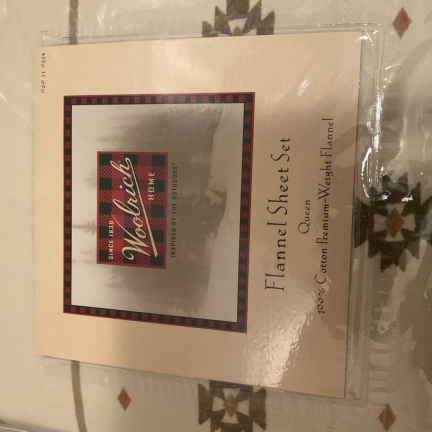 SINCE 1830
Woolrich
HOME
INSPIRED BY THE OUTDOORS
Flannel Sheet Set
Queen
100% Cotton Premium-Weight Flannel